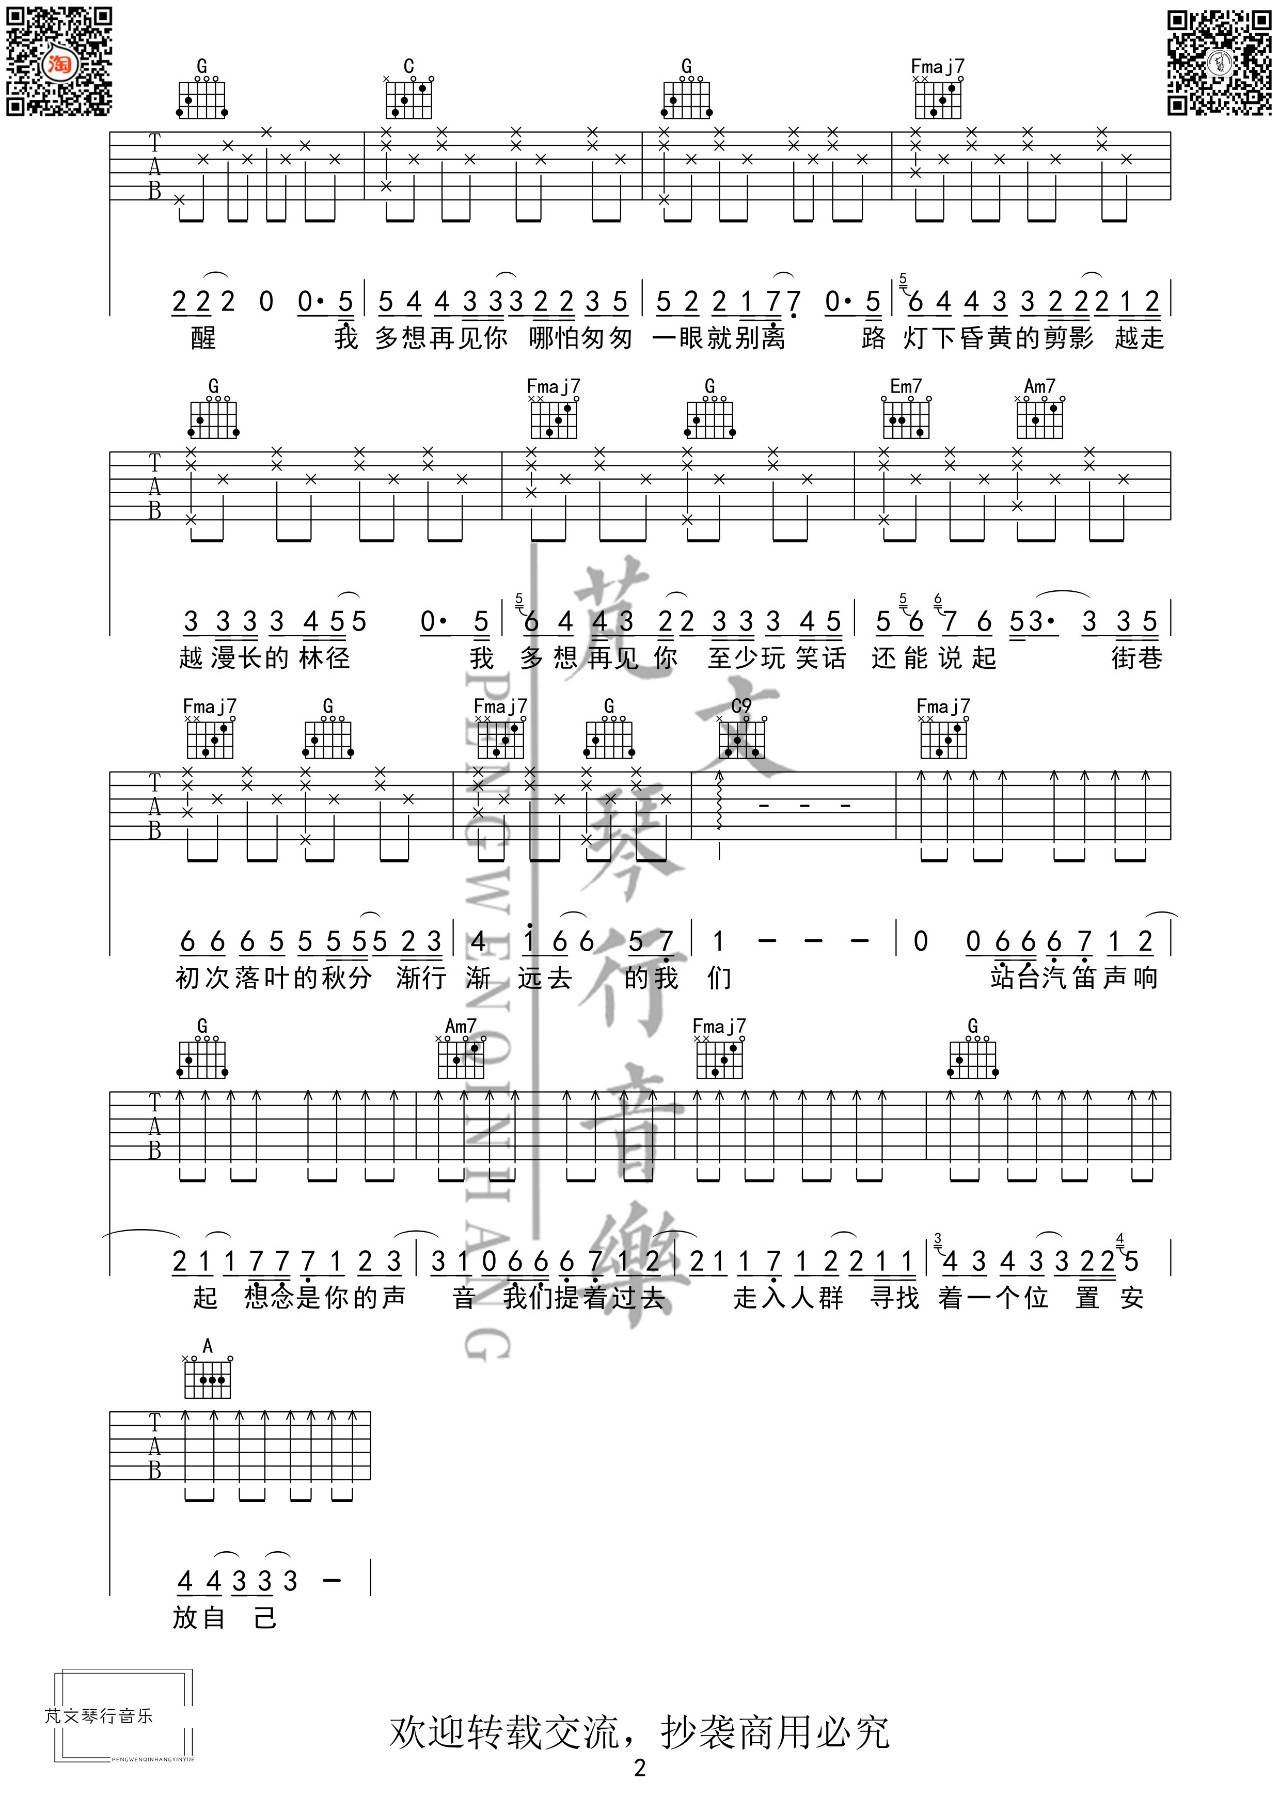 淘
G C G Fmaj7
T
A
B
2 2 2 0 0· 5 5 4 4 3 3 3 2 2 3 5 5 2 2 1 7 7 0· 5 5 6 4 4 3 3 2 2 2 1 2
醒 我 多想再见你 哪怕匆匆 一眼就别离 路 灯下昏黄的剪影 越走
G Fmaj7 G Em7 Am7
T
A
B
3 3 3 3 4 5 5 0· 5 5 6 4 4 3 2 2 3 3 3 4 5 5 5 6 6 7 6 5 3· 3 3 5
越漫长的林径 我 多想再见你 至少玩笑话 还能说起 街巷
Fmaj7 G Fmaj7 G C9 Fmaj7
T
A
B
6 6 6 5 5 5 5 5 2 3 4 1 6 6 5 7 1 – – – 0 0 6 6 6 7 1 2
初次落叶的秋分 渐行 渐 远去 的我 们 站台汽笛声响
G Am7 Fmaj7 G
T
A
B
2 1 1 7 7 7 1 2 3 3 1 0 6 6 6 7 1 2 2 1 1 7 1 2 2 1 1 3 4 3 4 3 3 2 2 4 5
起 想念是你的声 音 我们提着过去 走入人群 寻找 着一个位 置 安
A
T
A
B
4 4 3 3 3 –
放自 己
芃文琴行音樂
PENGWENQINHANG
芃文琴行音乐
PENGWENQINHANGYINYUE
欢迎转载交流，抄袭商用必究
2